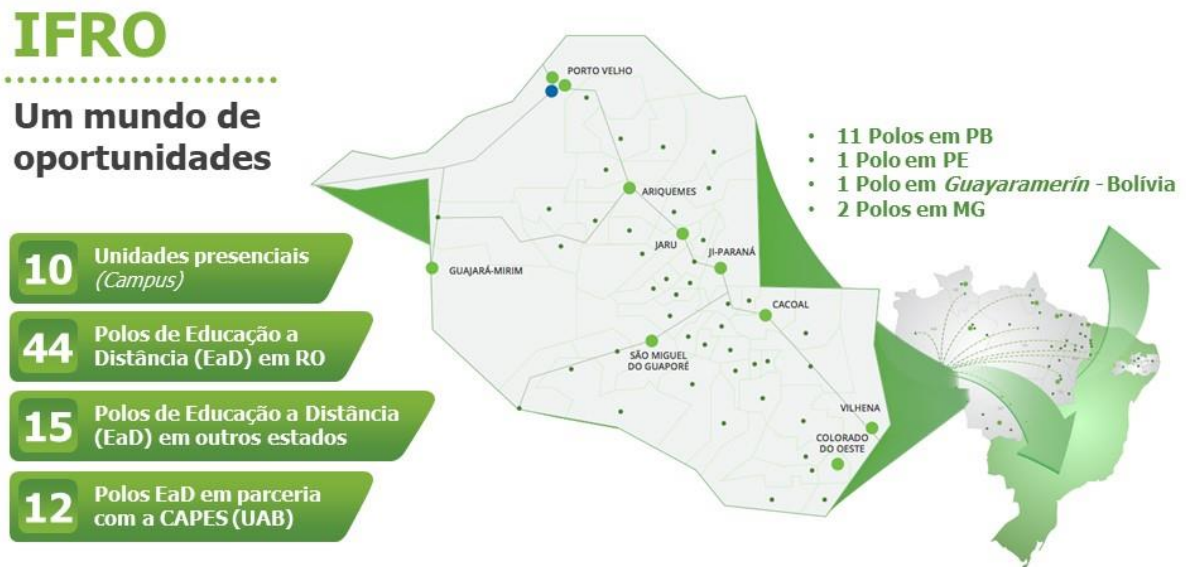 IFRO
Um mundo de
oportunidades
10
Unidades presenciais
(Campus)
44
Polos de Educação a
Distância (EaD) em RO
15
Polos de Educação a Distância
(EaD) em outros estados
12
Polos EaD em parceria
com a CAPES (UAB)
PORTO VELHO
ARIQUEMES
JARU
JI-PARANÁ
GUAJARÁ-MIRIM
CACOAL
SÃO MIGUEL
DO GUAPORÉ
VILHENA
COLORADO
DO OESTE
• 11 Polos em PB
• 1 Polo em PE
• 1 Polo em Guayaramerín - Bolívia
• 2 Polos em MG